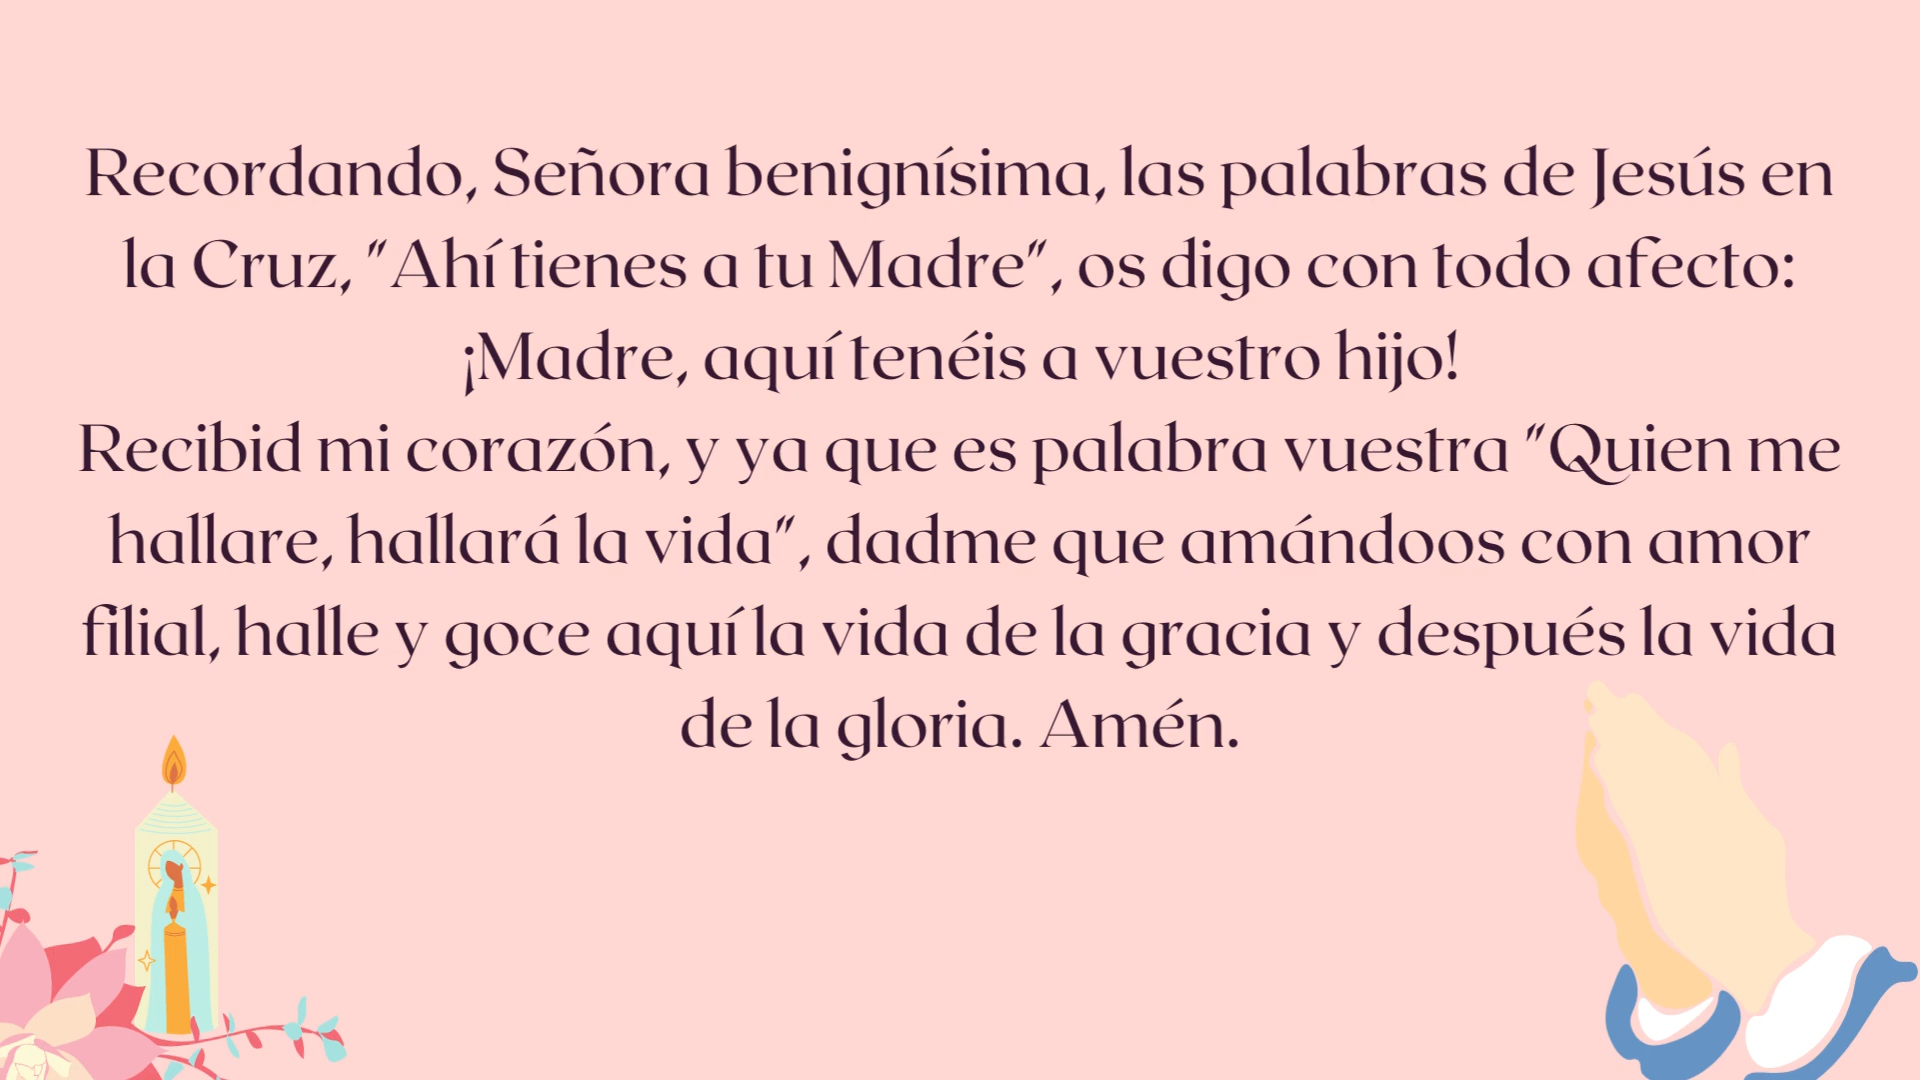 Recordando, Señora benignísima, las palabras de Jesús en
la Cruz, "Ahí tienes a tu Madre", os digo con todo afecto:
¡Madre, aquí tenéis a vuestro hijo!
Recibid mi corazón, y ya que es palabra vuestra "Quien me
hallare, hallará la vida", dadme que amándoos con amor
filial, halle y goce aquí la vida de la gracia y después la vida
de la gloria. Amén.